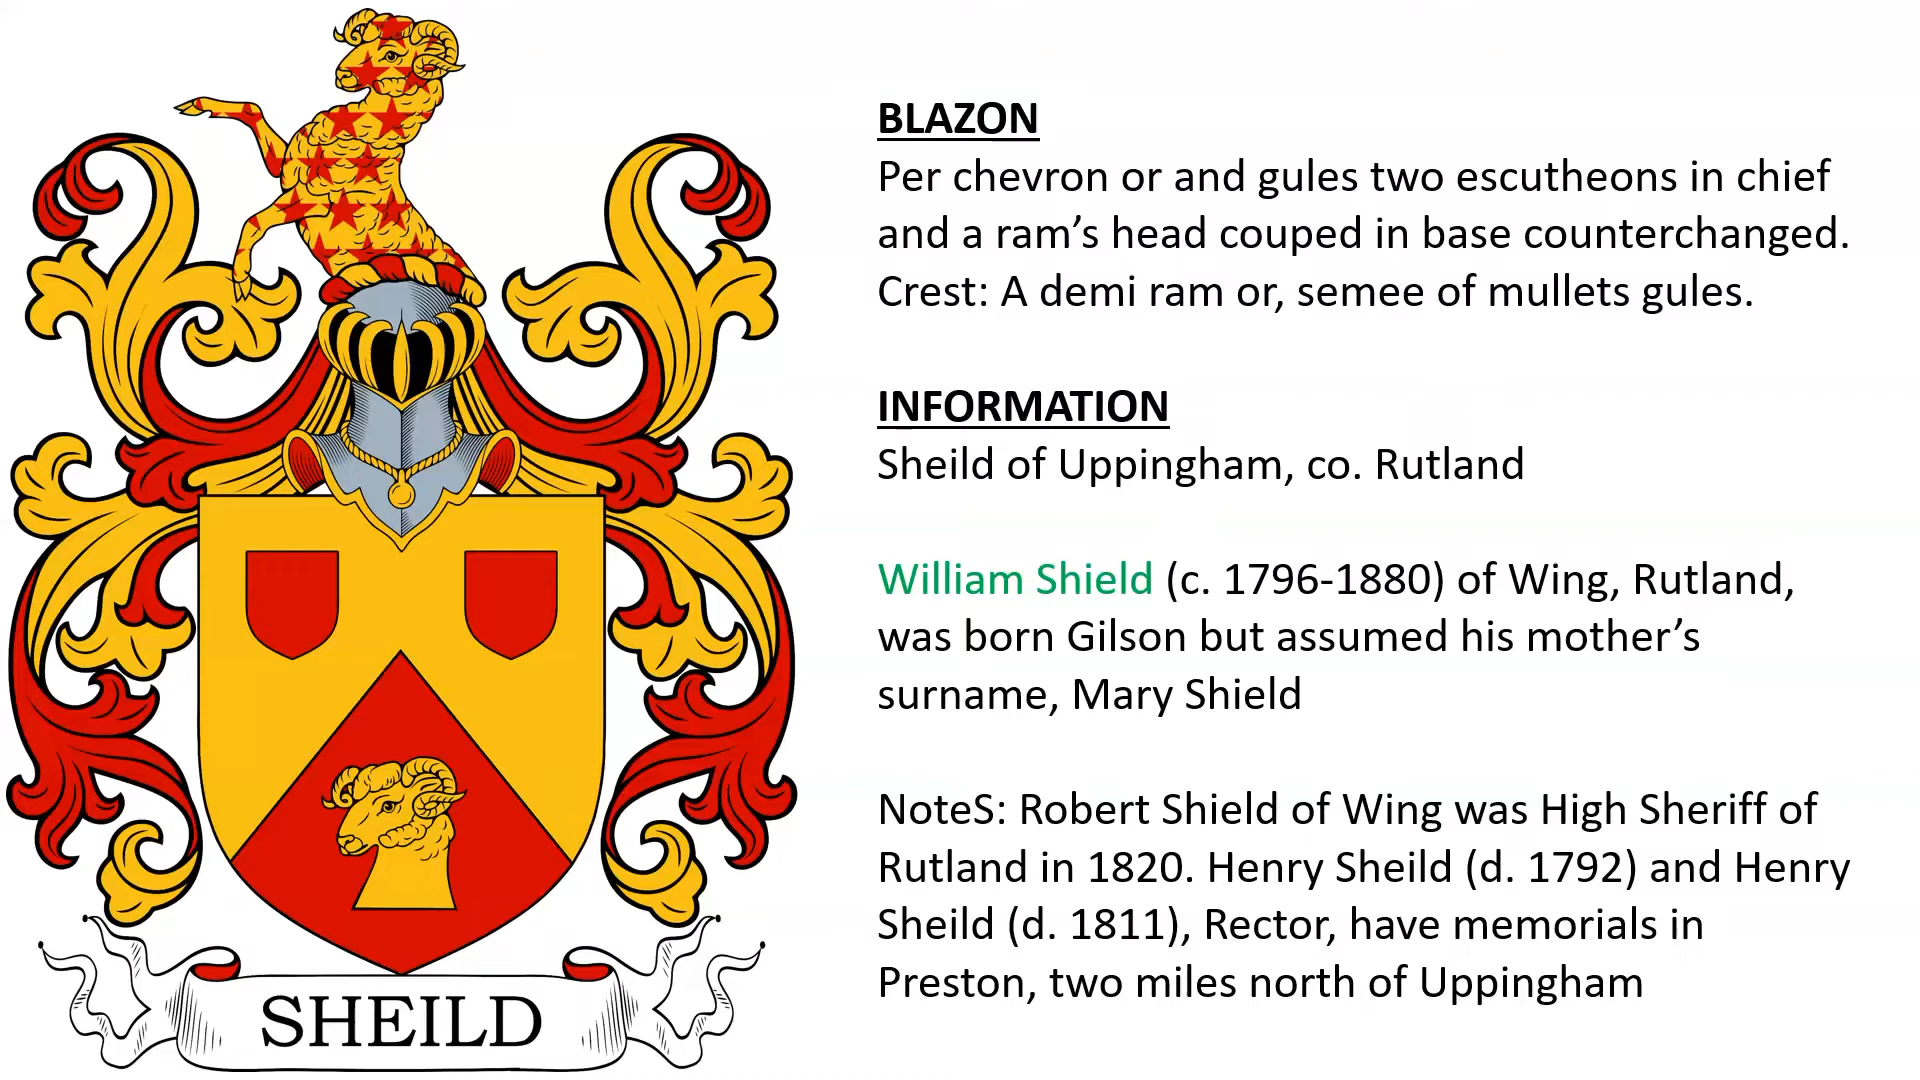 BLAZON
Per chevron or and gules two escutheons in chief
and a ram’s head couped in base counterchanged.
Crest: A demi ram or, semee of mullets gules.
INFORMATION
Sheild of Uppingham, co. Rutland
William Shield (c. 1796-1880) of Wing, Rutland,
was born Gilson but assumed his mother’s
surname, Mary Shield
NoteS: Robert Shield of Wing was High Sheriff of
Rutland in 1820. Henry Sheild (d. 1792) and Henry
Sheild (d. 1811), Rector, have memorials in
Preston, two miles north of Uppingham
SHEILD